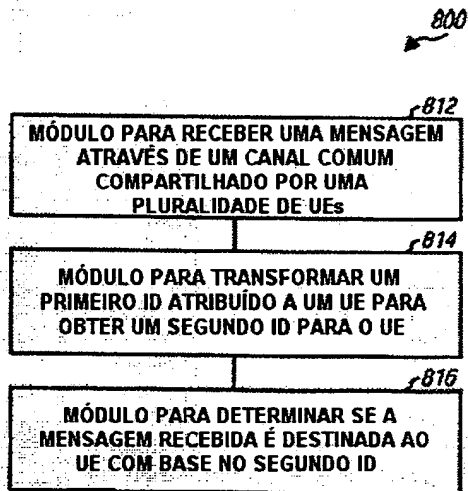 800
812
MÓDULO PARA RECEBER UMA MENSAGEM
ATRAVÉS DE UM CANAL COMUM
COMPARTILHADO POR UMA
PLURALIDADE DE UEs
814
MÓDULO PARA TRANSFORMAR UM
PRIMEIRO ID ATRIBUÍDO A UM UE PARA
OBTER UM SEGUNDO ID PARA O UE
816
MÓDULO PARA DETERMINAR SE A
MENSAGEM RECEBIDA É DESTINADA AO
UE COM BASE NO SEGUNDO ID